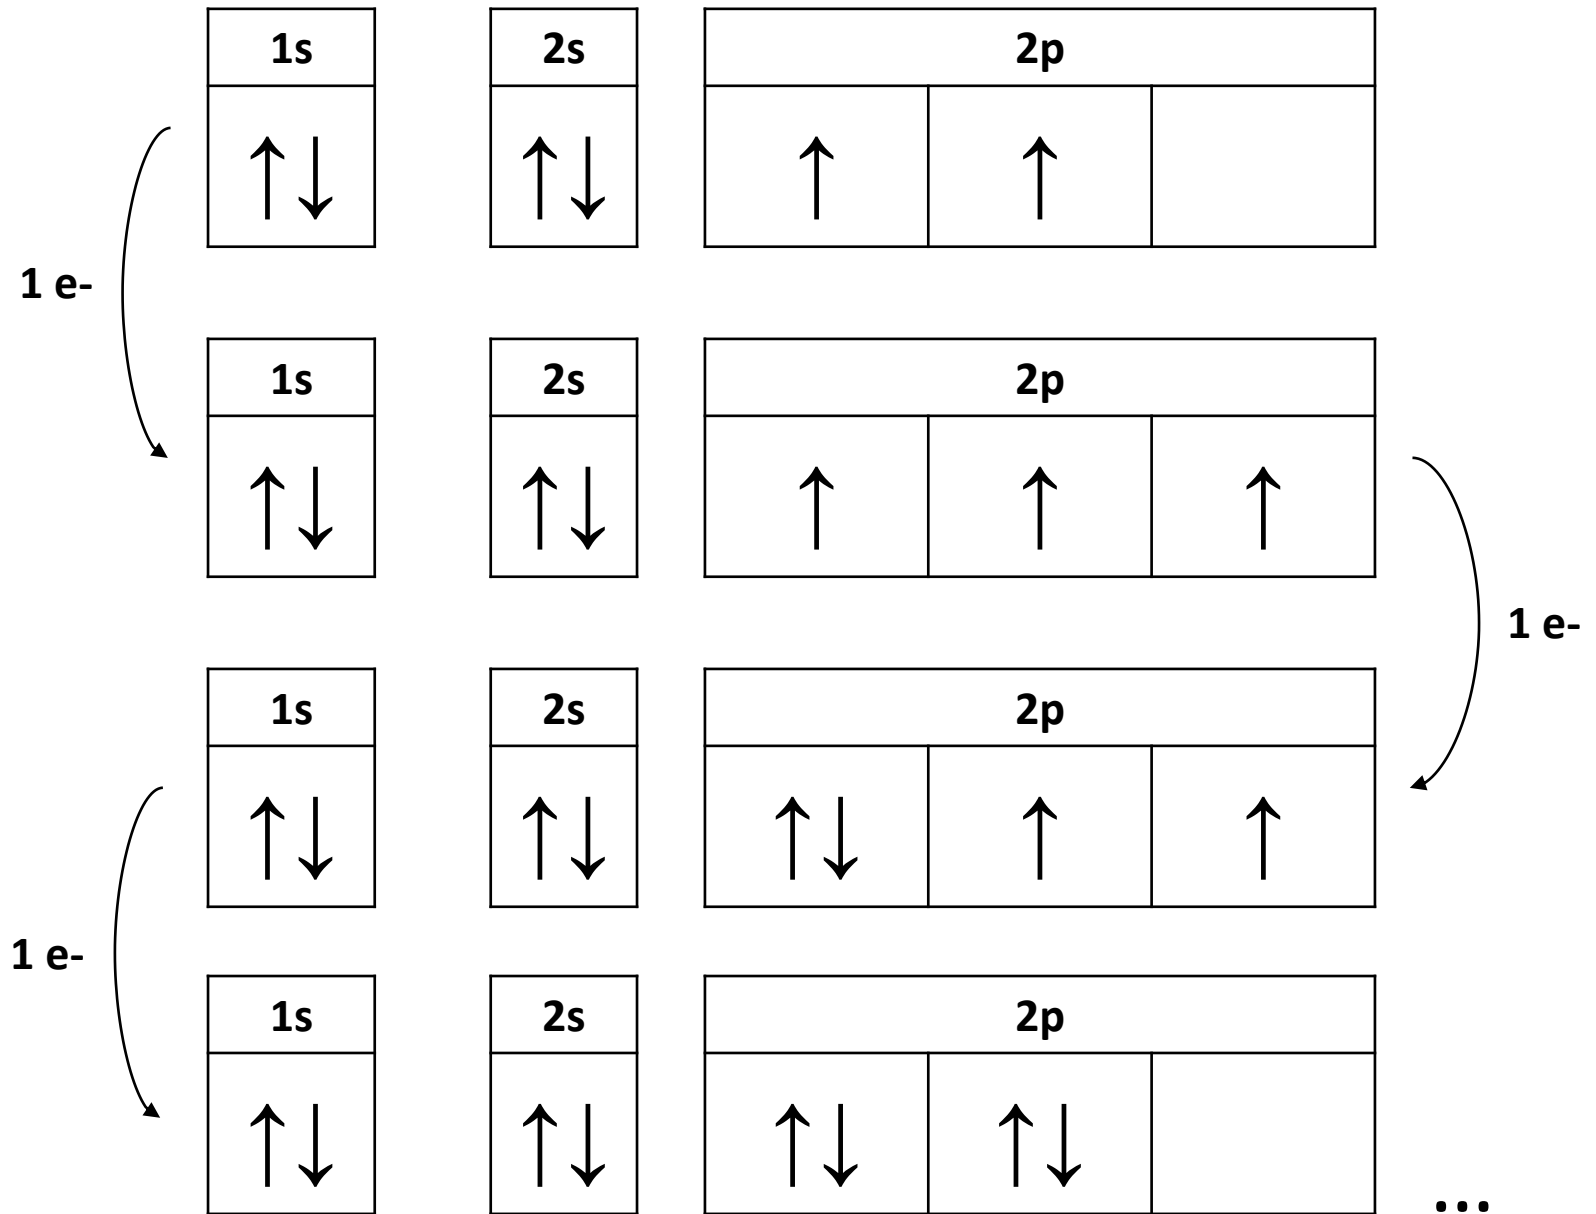 1s 2s 2p
↑↓ ↑↓ ↑ ↑
1 e-
1s 2s 2p
↑↓ ↑↓ ↑ ↑ ↑
1 e-
1s 2s 2p
↑↓ ↑↓ ↑↓ ↑ ↑
1 e-
1s 2s 2p
↑↓ ↑↓ ↑↓ ↑↓
...